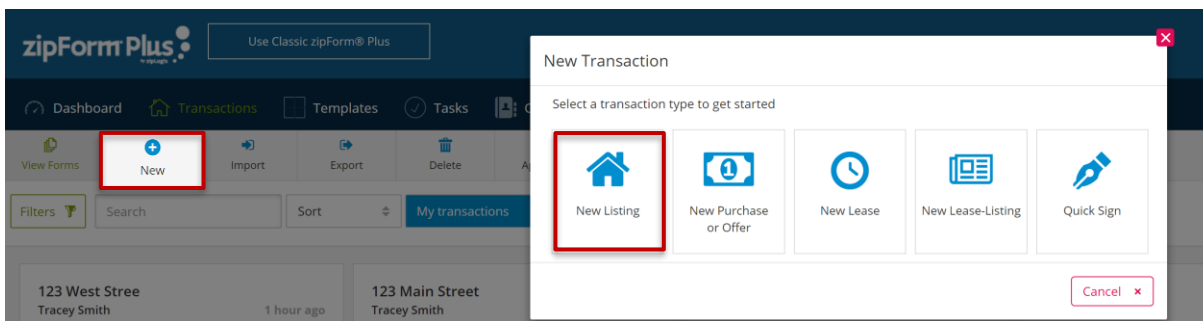 zipForm Plus
by zipLogix
Use Classic zipForm® Plus
Dashboard
Transactions
Templates
Tasks
View Forms
New
Import
Export
Delete
Filters
Search
Sort
My transactions
123 West Stree
Tracey Smith
1 hour ago
123 Main Street
Tracey Smith
New Transaction
Select a transaction type to get started
New Listing
1
New Purchase
or Offer
New Lease
New Lease-Listing
Quick Sign
Cancel ×